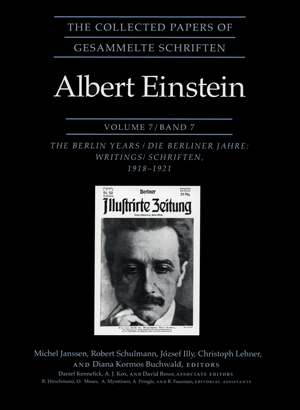 THE COLLECTED PAPERS OF
GESAMMELTE SCHRIFTEN
Albert Einstein
VOLUME 7/BAND 7
THE BERLIN YEARS/DIE BERLINER JAHRE:
WRITINGS/SCHRIFTEN,
1918–1921
Berliner
Illustrirte Zeitung
Michel Janssen, Robert Schulmann, József Illy, Christoph Lehner,
AND Diana Kormos Buchwald, EDITORS
Daniel Kennefick, A. J. Kox, AND David Rowe, ASSOCIATE EDITORS
R. Hirschmann, O. Moses, A. Mynttinen, A. Pringle, AND R. Fountain, EDITORIAL ASSISTANTS